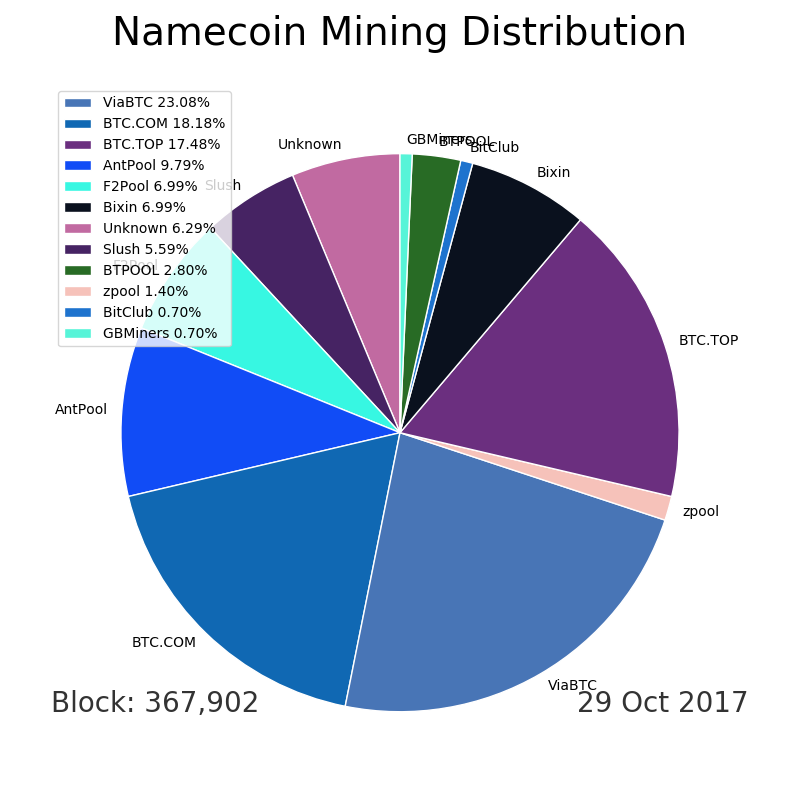 Namecoin Mining Distribution
ViaBTC 23.08%
BTC.COM 18.18%
BTC.TOP 17.48%
AntPool 9.79%
F2Pool 6.99%
Bixin 6.99%
Unknown 6.29%
Slush 5.59%
BTPOOL 2.80%
zpool 1.40%
BitClub 0.70%
GBMiners 0.70%
GBMiners
BTPOOL
BitClub
Bixin
Unknown
Slush
F2Pool
BTC.TOP
AntPool
zpool
BTC.COM
ViaBTC
Block: 367,902
29 Oct 2017